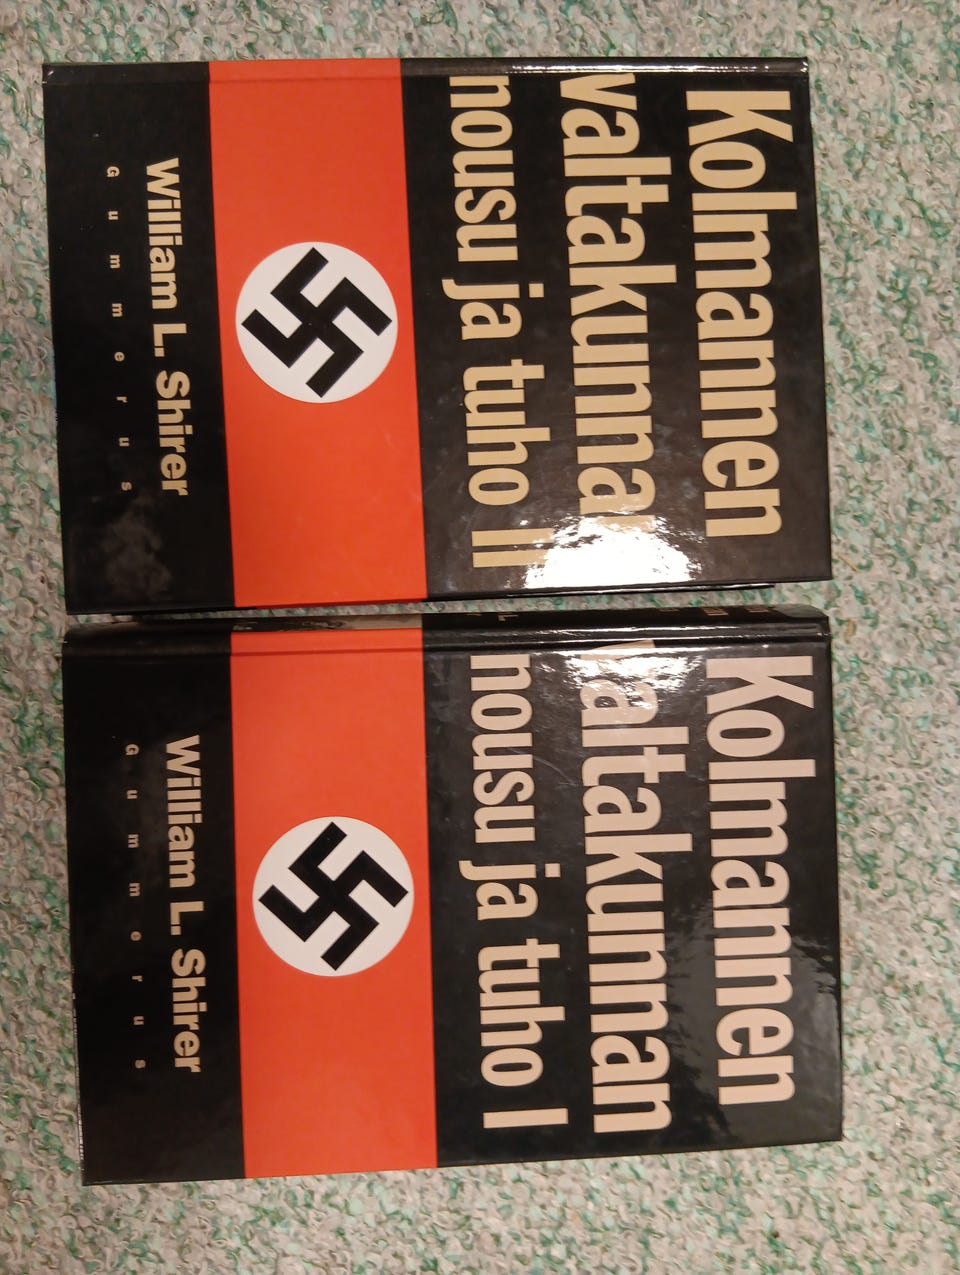 Kolmannen
valtakunnan
nousu ja tuho II
William L. Shirer
Gummerus
Kolmannen
valtakunnan
nousu ja tuho I
William L. Shirer
Gummerus